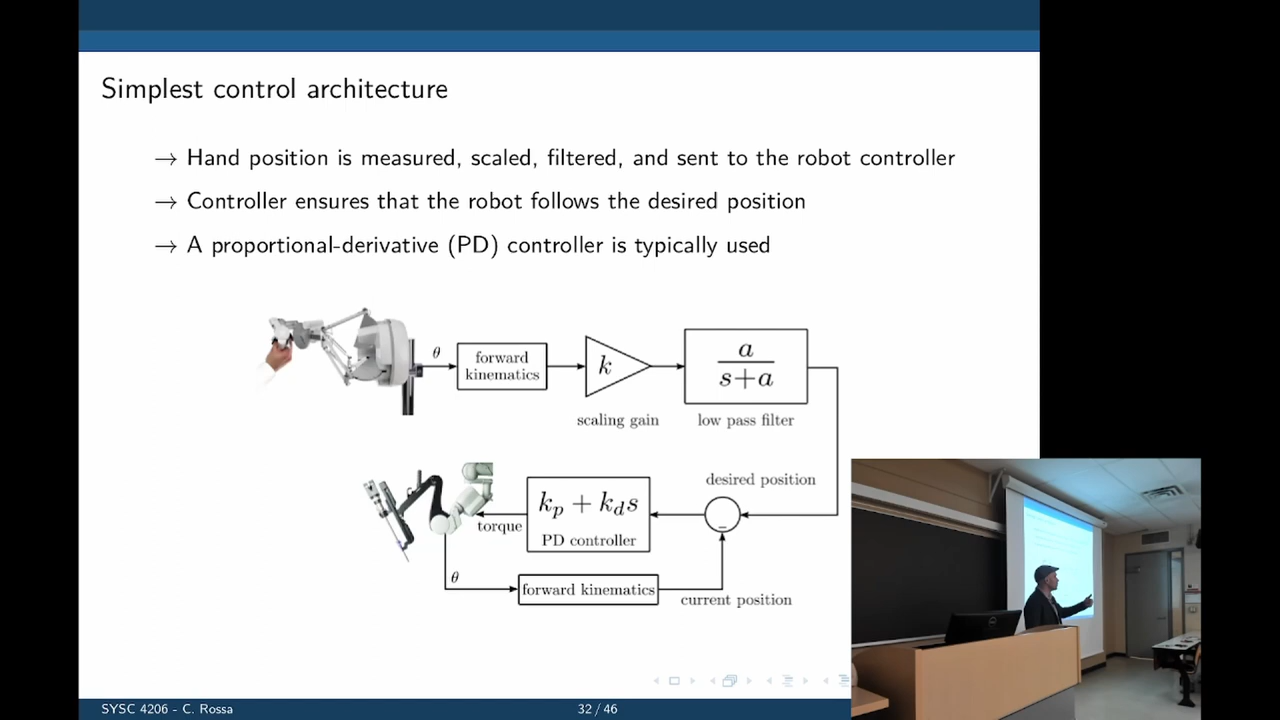 Simplest control architecture
→ Hand position is measured, scaled, filtered, and sent to the robot controller
→ Controller ensures that the robot follows the desired position
→ A proportional-derivative (PD) controller is typically used
θ
forward
kinematics
k
a
s+a
scaling gain
low pass filter
desired position
k_p + k_d s
PD controller
torque
−
θ
forward kinematics
current position
SYSC 4206 - C. Rossa
32 / 46